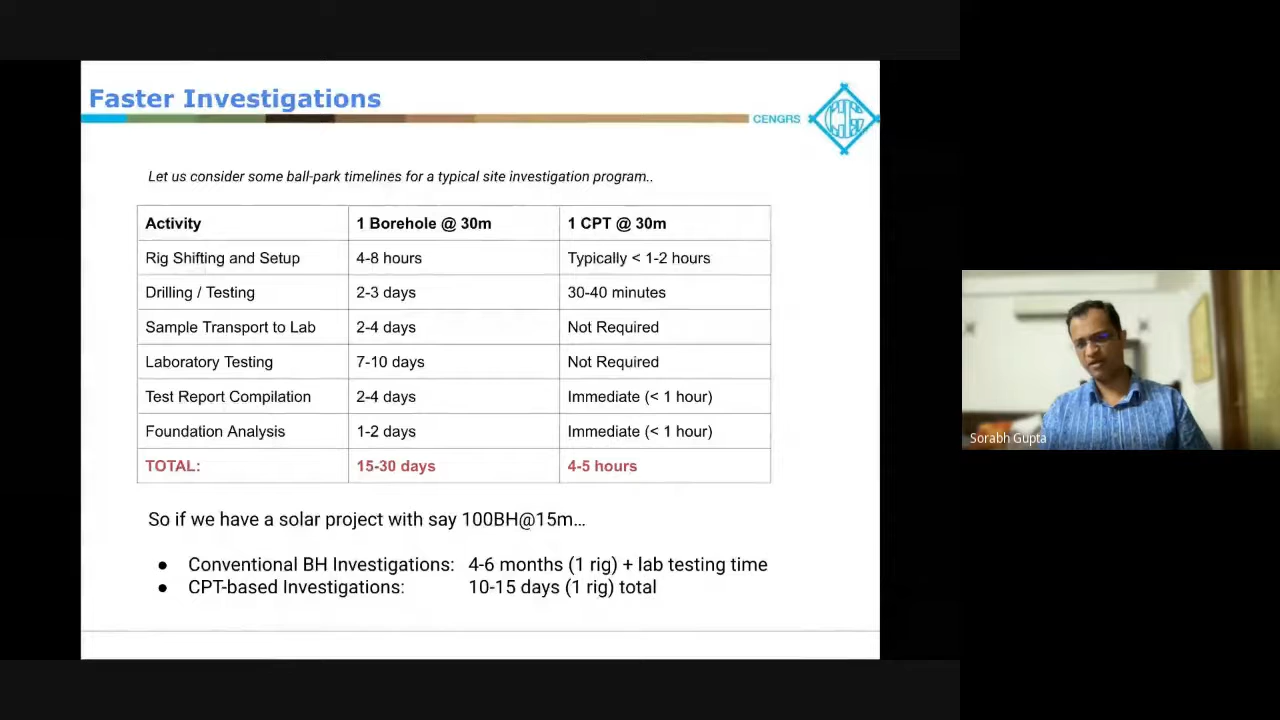 Faster Investigations
CENGRS
Let us consider some ball-park timelines for a typical site investigation program..
Activity 1 Borehole @ 30m 1 CPT @ 30m
Rig Shifting and Setup 4-8 hours Typically < 1-2 hours
Drilling / Testing 2-3 days 30-40 minutes
Sample Transport to Lab 2-4 days Not Required
Laboratory Testing 7-10 days Not Required
Test Report Compilation 2-4 days Immediate (< 1 hour)
Foundation Analysis 1-2 days Immediate (< 1 hour)
TOTAL: 15-30 days 4-5 hours
So if we have a solar project with say 100BH@15m...
● Conventional BH Investigations: 4-6 months (1 rig) + lab testing time
● CPT-based Investigations: 10-15 days (1 rig) total
Sorabh Gupta